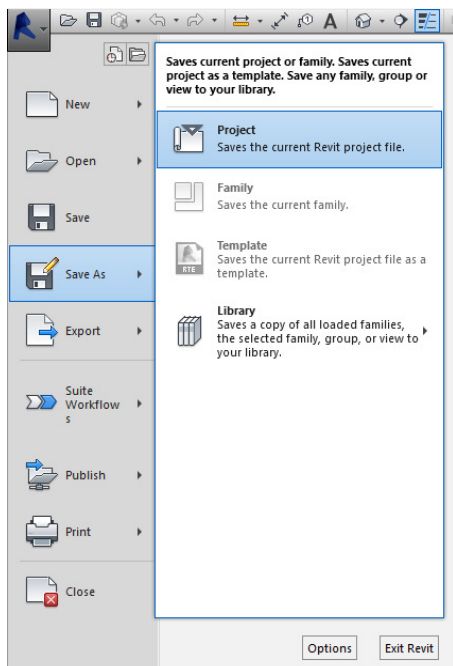 A
Saves current project or family. Saves current
project as a template. Save any family, group or
view to your library.
New
Open
Save
Save As
Export
Suite
Workflow
s
Publish
Print
Close
Project
Saves the current Revit project file.
Family
Saves the current family.
Template
Saves the current Revit project file as a
template.
RTE
Library
Saves a copy of all loaded families,
the selected family, group, or view to
your library.
Options
Exit Revit